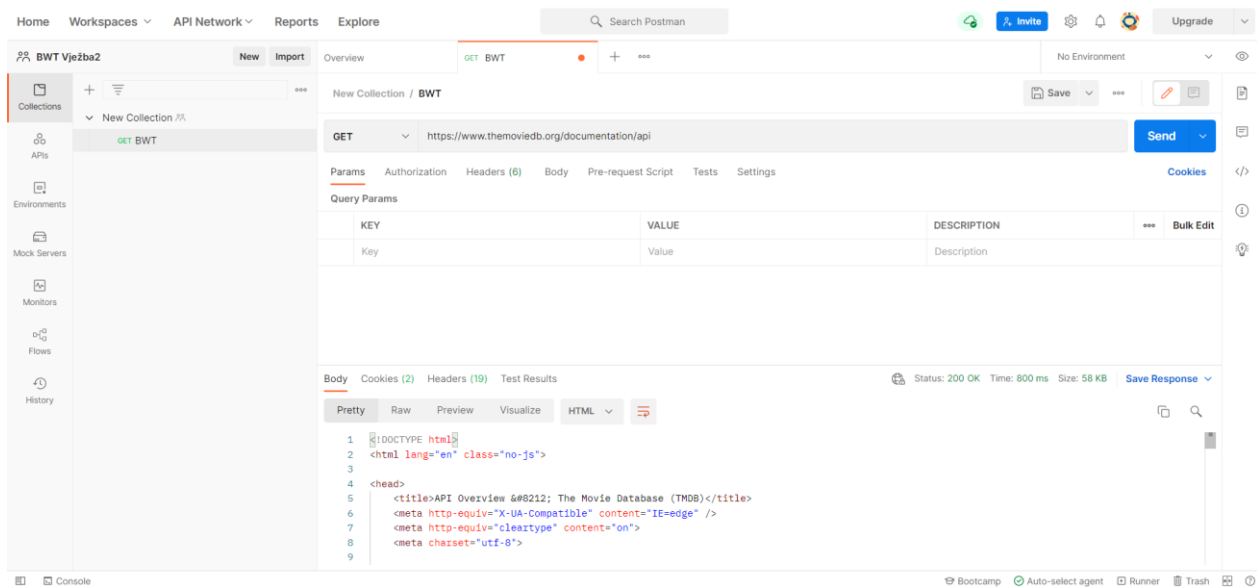 Home Workspaces API Network Reports Explore Search Postman Invite Upgrade
BWT Vježba2 New Import Overview GET BWT No Environment
Collections
New Collection
GET BWT
APIs
Environments
Mock Servers
Monitors
Flows
History
New Collection / BWT Save
GET https://www.themoviedb.org/documentation/api Send
Params Authorization Headers (6) Body Pre-request Script Tests Settings Cookies
Query Params
KEY VALUE DESCRIPTION Bulk Edit
Key Value Description
Body Cookies (2) Headers (19) Test Results Status: 200 OK Time: 800 ms Size: 58 KB Save Response
Pretty Raw Preview Visualize HTML
1 <!DOCTYPE html>
2 <html lang="en" class="no-js">
3
4 <head>
5 <title>API Overview &#8212; The Movie Database (TMDB)</title>
6 <meta http-equiv="X-UA-Compatible" content="IE=edge" />
7 <meta http-equiv="cleartype" content="on">
8 <meta charset="utf-8">
9
Console Bootcamp Auto-select agent Runner Trash